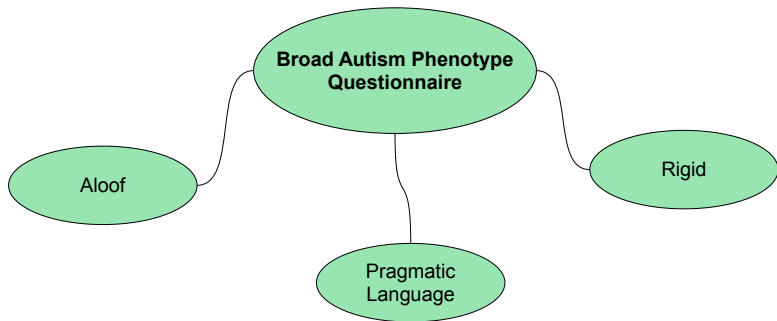 Broad Autism Phenotype
Questionnaire
Aloof
Rigid
Pragmatic
Language